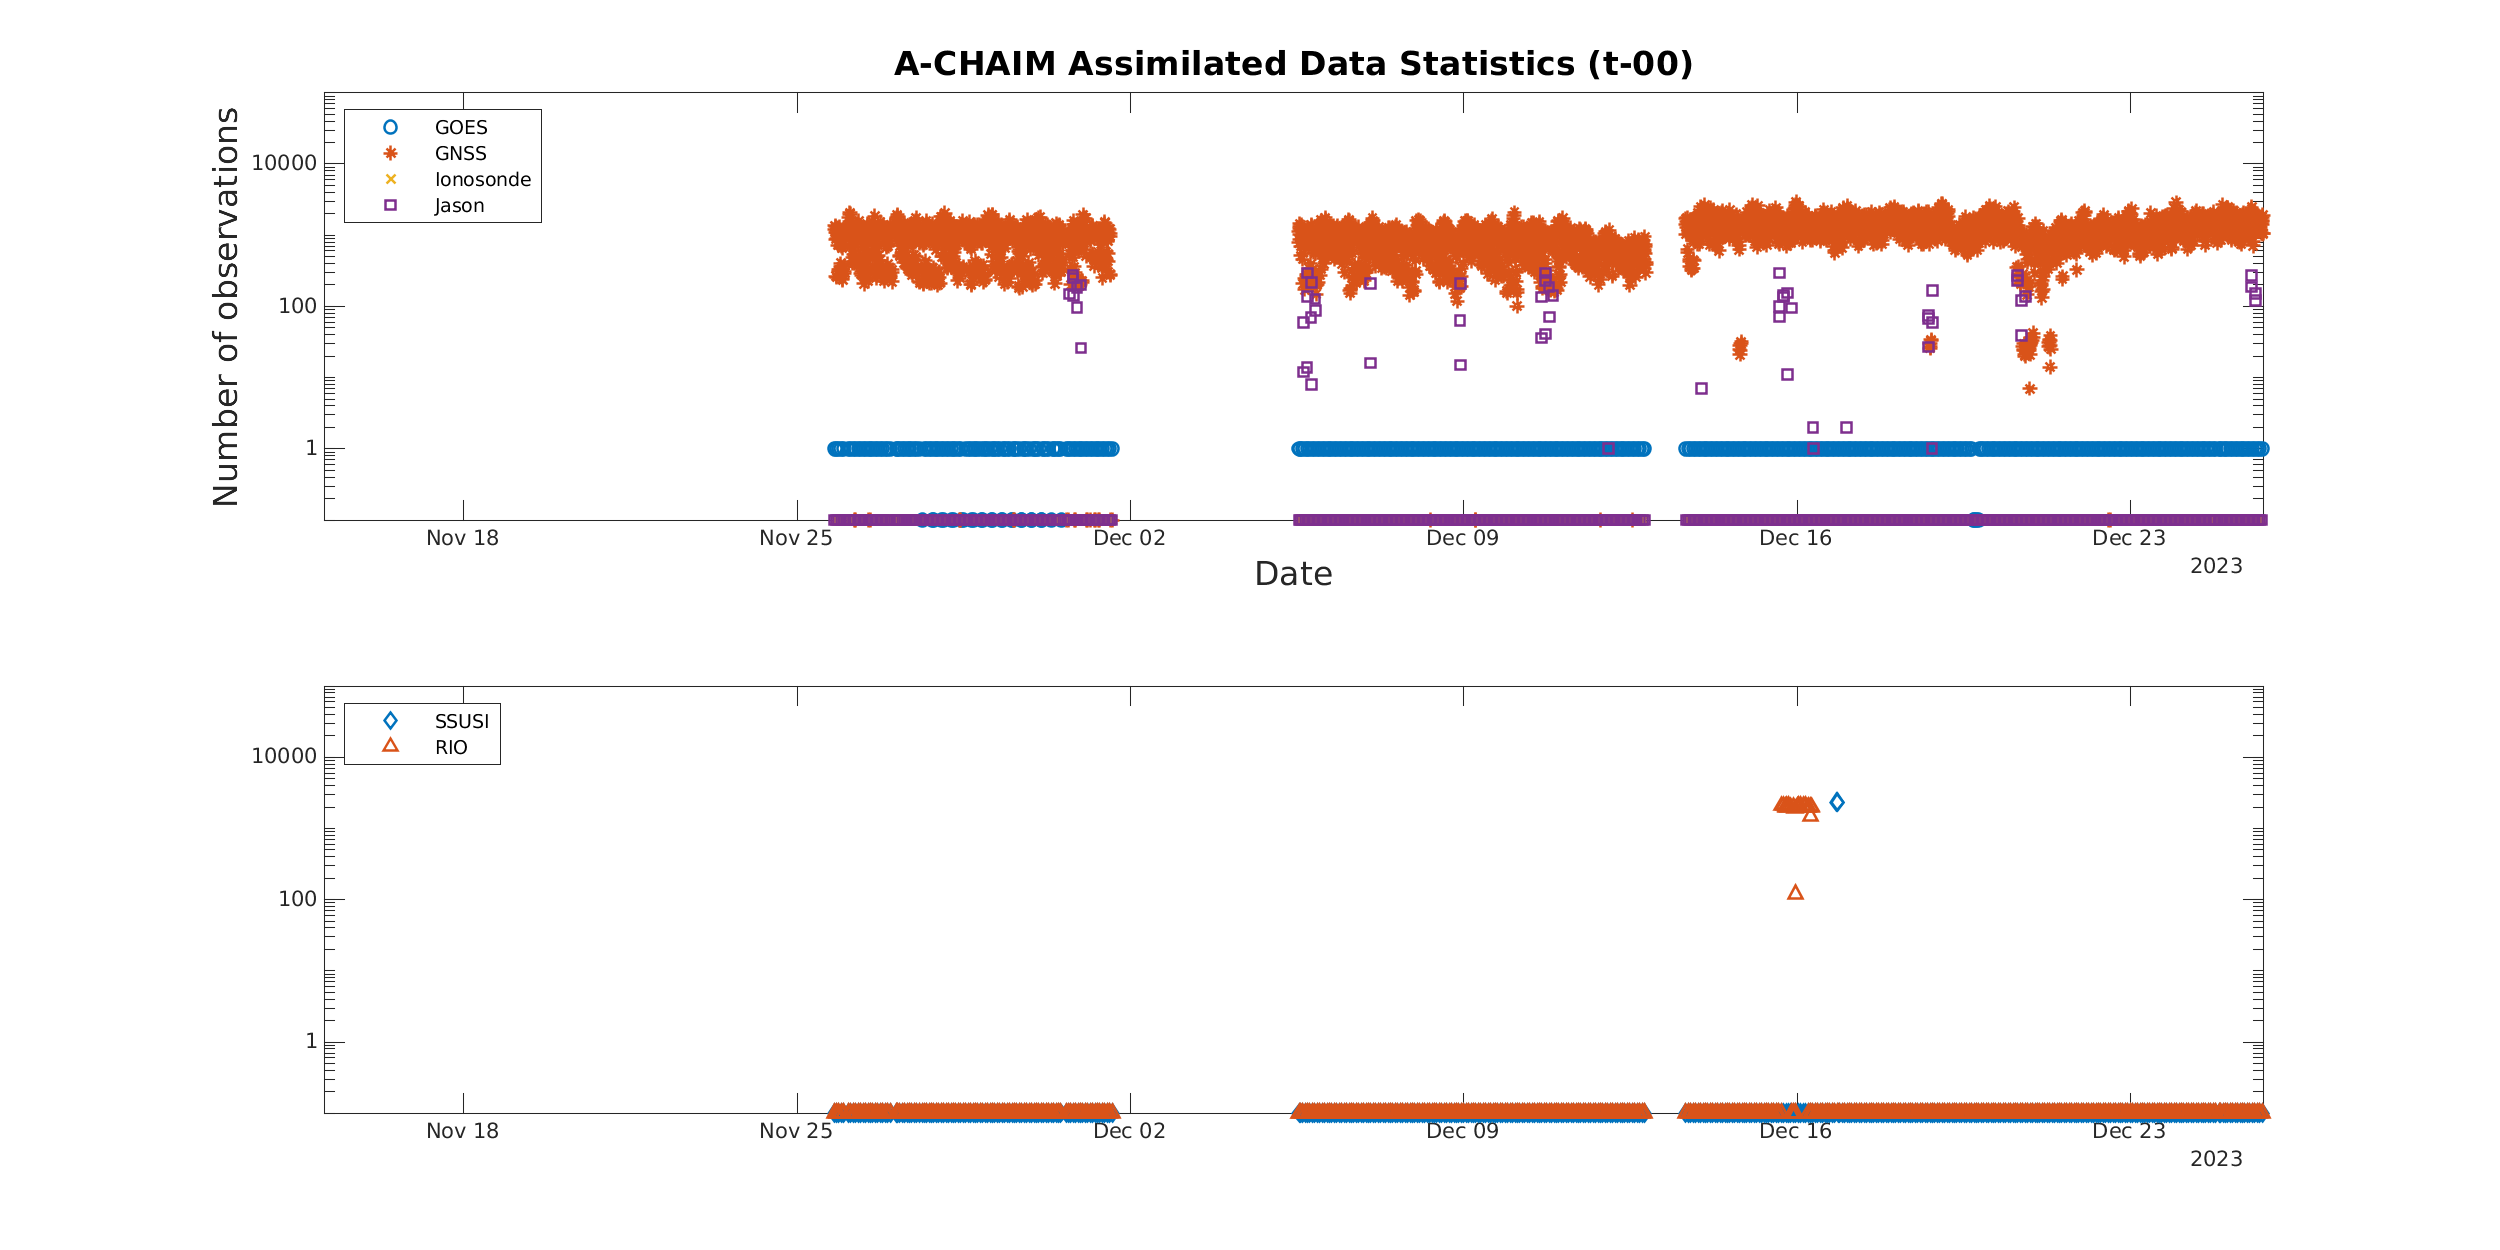 A-CHAIM Assimilated Data Statistics (t-00)
Number of observations
10000
100
1
GOES
GNSS
Ionosonde
Jason
Nov 18 Nov 25 Dec 02 Dec 09 Dec 16 Dec 23
2023
Date
10000
100
1
SSUSI
RIO
Nov 18 Nov 25 Dec 02 Dec 09 Dec 16 Dec 23
2023